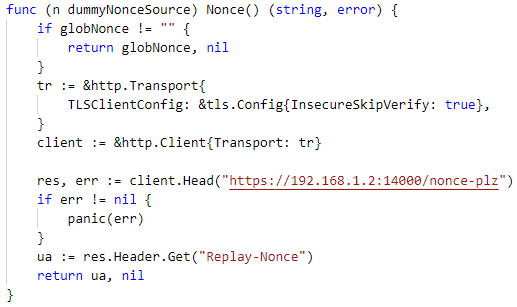 func (n dummyNonceSource) Nonce() (string, error) {
    if globNonce != "" {
        return globNonce, nil
    }
    tr := &http.Transport{
        TLSClientConfig: &tls.Config{InsecureSkipVerify: true},
    }
    client := &http.Client{Transport: tr}

    res, err := client.Head("https://192.168.1.2:14000/nonce-plz")
    if err != nil {
        panic(err)
    }
    ua := res.Header.Get("Replay-Nonce")
    return ua, nil
}